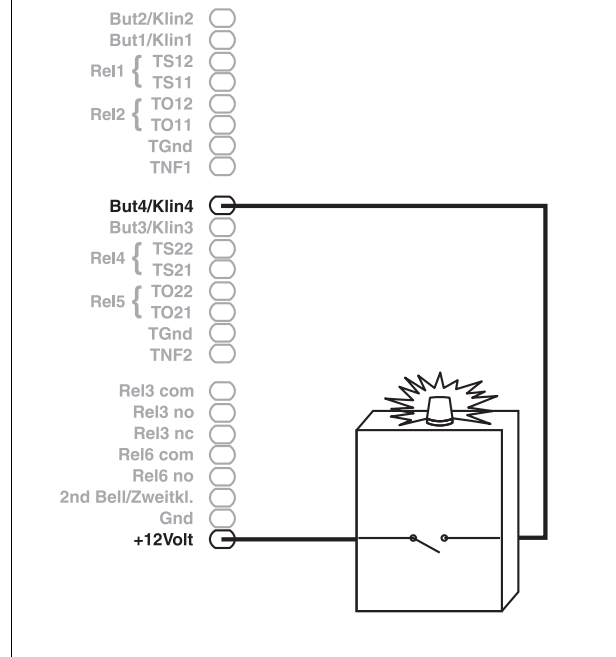 But2/Klin2
But1/Klin1
Rel1 { TS12
TS11
Rel2 { TO12
TO11
TGnd
TNF1
But4/Klin4
But3/Klin3
Rel4 { TS22
TS21
Rel5 { TO22
TO21
TGnd
TNF2
Rel3 com
Rel3 no
Rel3 nc
Rel6 com
Rel6 no
2nd Bell/Zweitkl.
Gnd
+12Volt